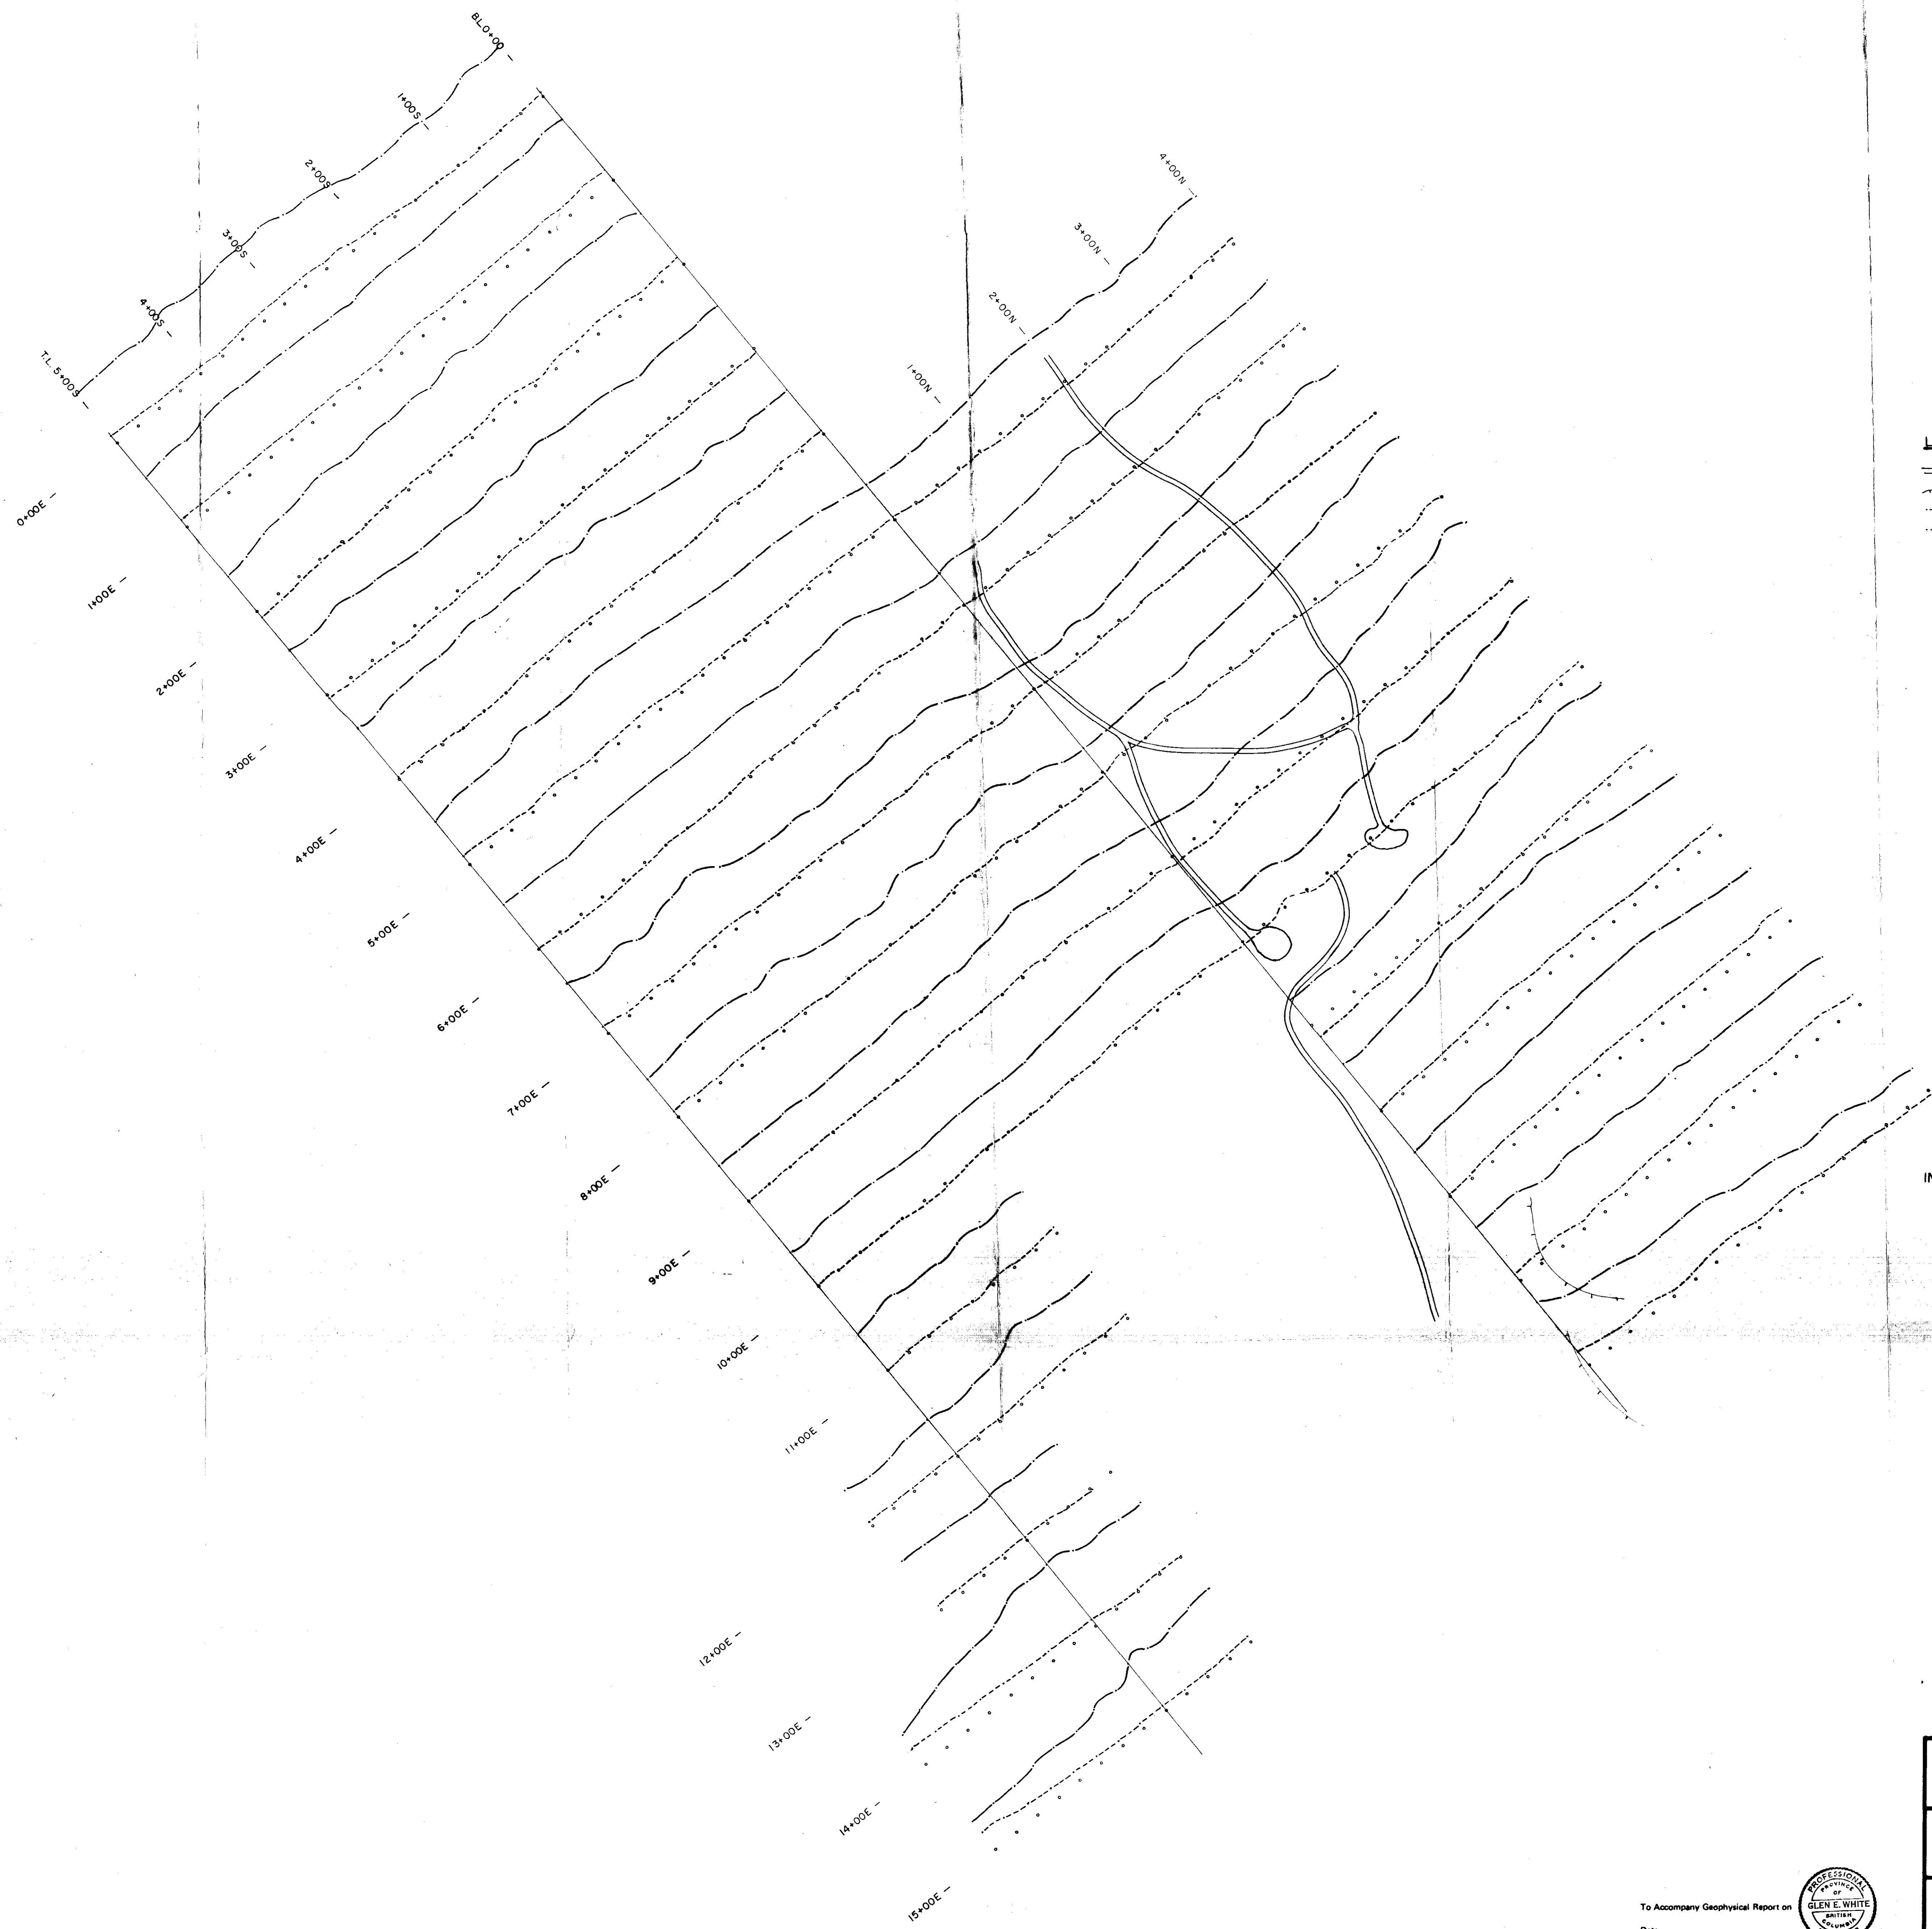 BL0+00
1+00S
2+00S
3+00S
4+00S
T.L. 5+00S
4+00N
3+00N
2+00N
1+00N
0+00E
1+00E
2+00E
3+00E
4+00E
5+00E
6+00E
7+00E
8+00E
9+00E
10+00E
11+00E
12+00E
13+00E
14+00E
15+00E
To Accompany Geophysical Report on
PROFESSIONAL
PROVINCE
OF
GLEN E. WHITE
BRITISH
COLUMBIA